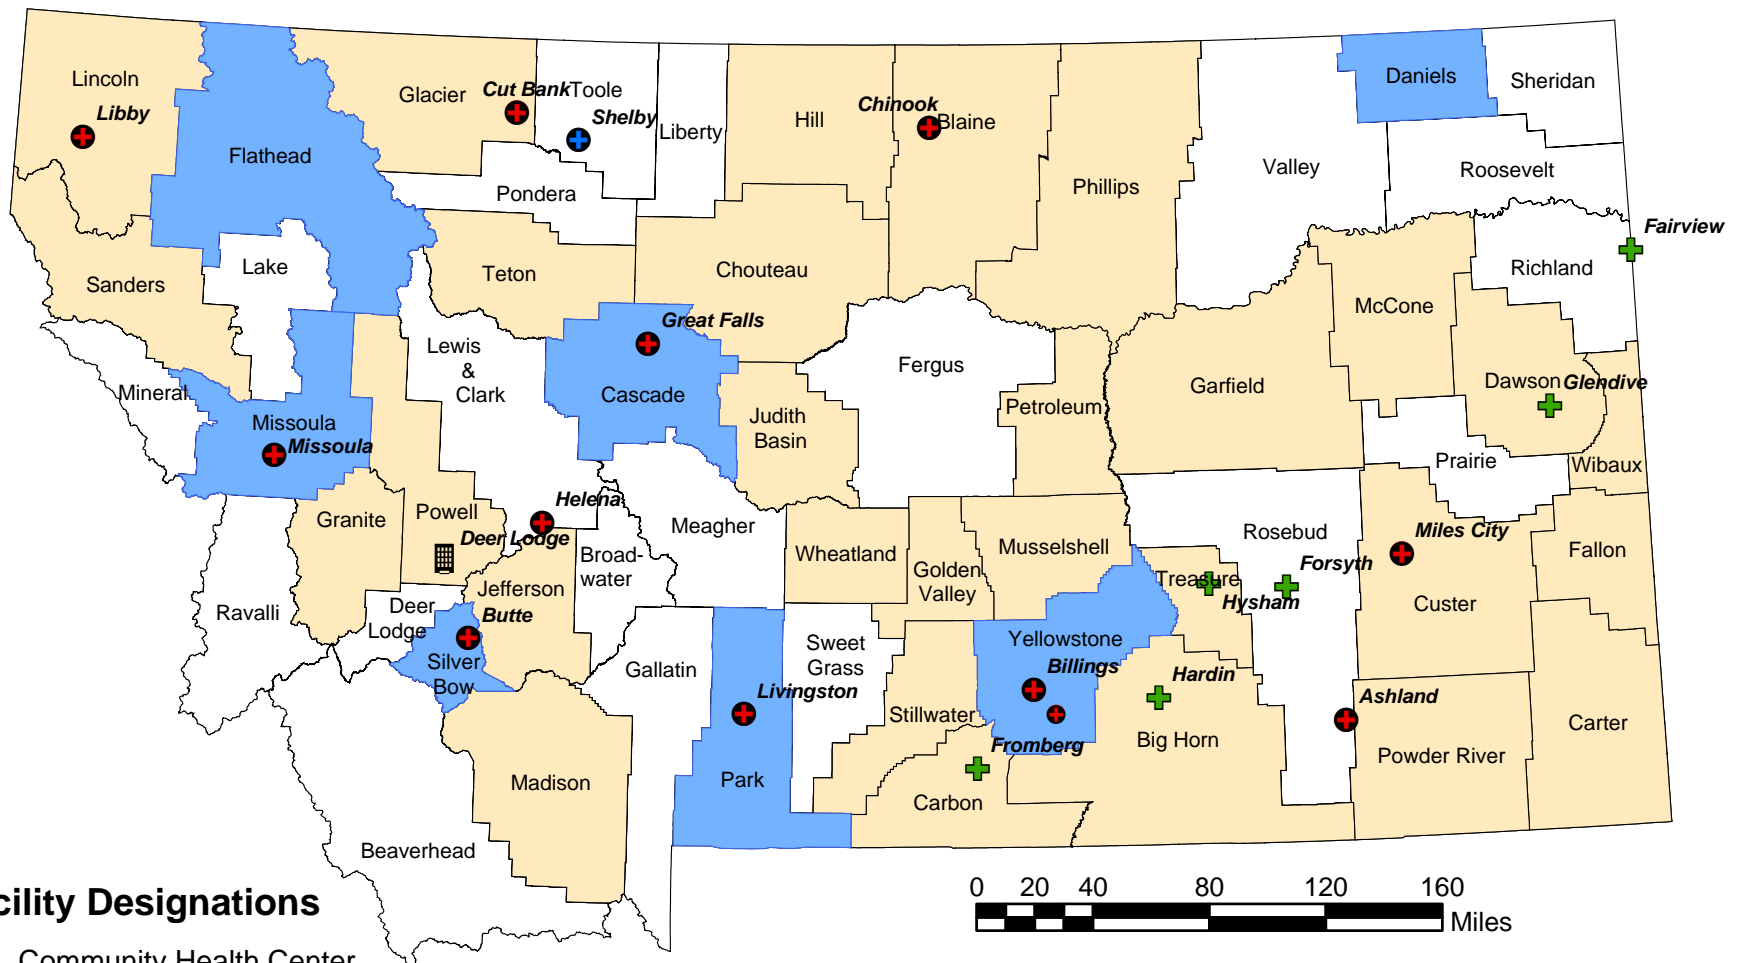 Lincoln
Libby
Flathead
Glacier
Cut Bank
Toole
Shelby
Liberty
Hill
Chinook
Blaine
Phillips
Valley
Daniels
Sheridan
Roosevelt
Fairview
Pondera
Sanders
Lake
Teton
Chouteau
McCone
Richland
Great Falls
Lewis
&
Clark
Cascade
Fergus
Garfield
Dawson
Glendive
Mineral
Missoula
Missoula
Judith
Basin
Petroleum
Prairie
Wibaux
Granite
Powell
Deer Lodge
Helena
Meagher
Broad-
water
Wheatland
Golden
Valley
Musselshell
Rosebud
Treasure
Hysham
Forsyth
Miles City
Custer
Fallon
Ravalli
Deer
Lodge
Jefferson
Butte
Silver
Bow
Gallatin
Livingston
Sweet
Grass
Yellowstone
Billings
Hardin
Ashland
Stillwater
Fromberg
Big Horn
Powder River
Carter
Madison
Park
Carbon
Beaverhead
0 20 40 80 120 160
Miles
cility Designations
Community Health Center